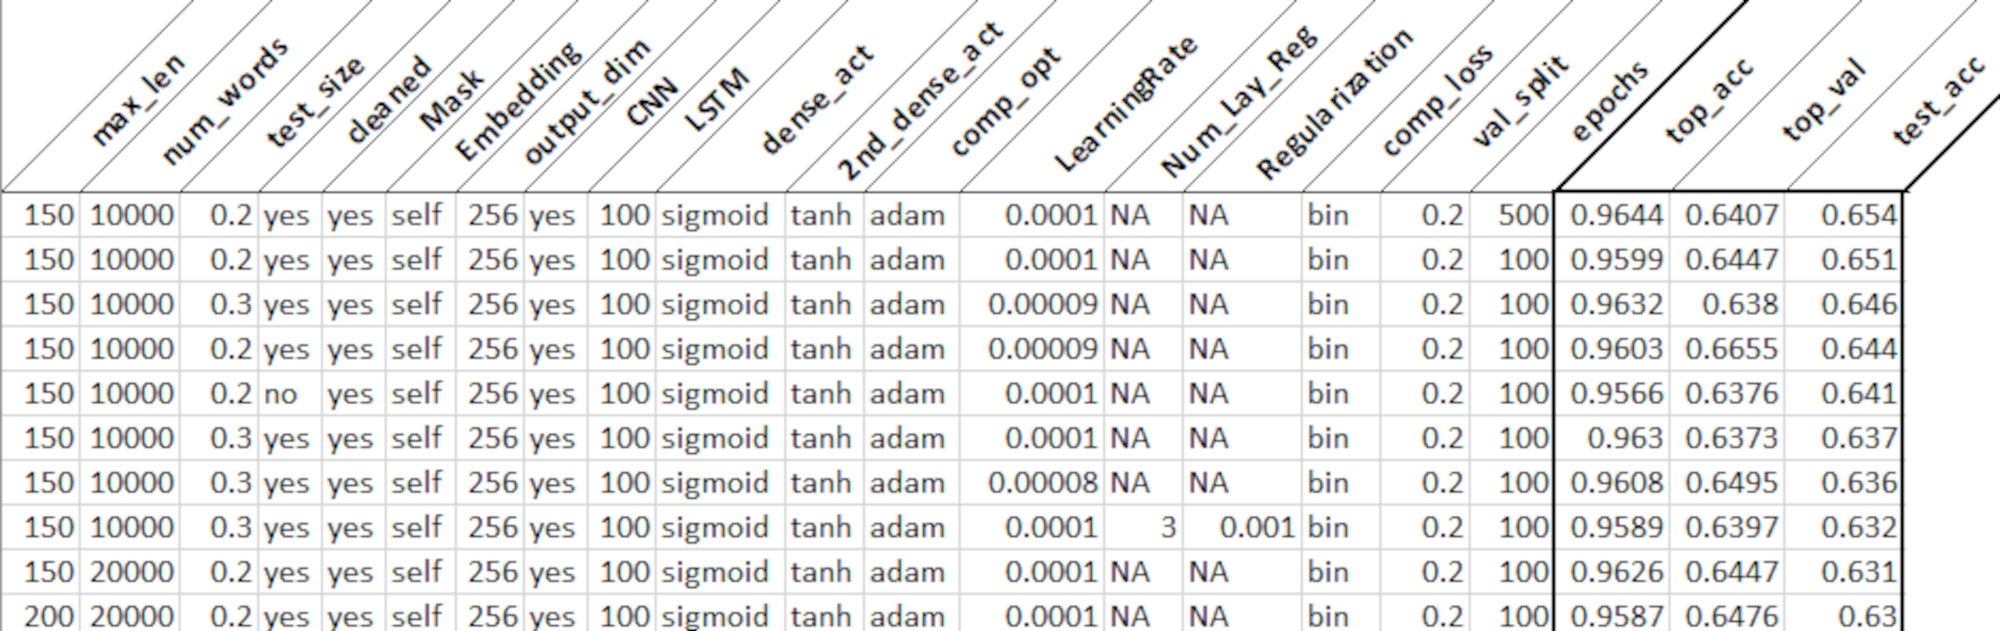 max_len num_words test_size cleaned Mask Embedding output_dim CNN LSTM dense_act 2nd_dense_act comp_opt LearningRate Num_Lay_Reg Regularization comp_loss val_split epochs top_acc top_val test_acc
150 10000 0.2 yes yes self 256 yes 100 sigmoid tanh adam 0.0001 NA NA bin 0.2 500 0.9644 0.6407 0.654
150 10000 0.2 yes yes self 256 yes 100 sigmoid tanh adam 0.0001 NA NA bin 0.2 100 0.9599 0.6447 0.651
150 10000 0.3 yes yes self 256 yes 100 sigmoid tanh adam 0.00009 NA NA bin 0.2 100 0.9632 0.638 0.646
150 10000 0.2 yes yes self 256 yes 100 sigmoid tanh adam 0.00009 NA NA bin 0.2 100 0.9603 0.6655 0.644
150 10000 0.2 no yes self 256 yes 100 sigmoid tanh adam 0.0001 NA NA bin 0.2 100 0.9566 0.6376 0.641
150 10000 0.3 yes yes self 256 yes 100 sigmoid tanh adam 0.0001 NA NA bin 0.2 100 0.963 0.6373 0.637
150 10000 0.3 yes yes self 256 yes 100 sigmoid tanh adam 0.00008 NA NA bin 0.2 100 0.9608 0.6495 0.636
150 10000 0.3 yes yes self 256 yes 100 sigmoid tanh adam 0.0001 3 0.001 bin 0.2 100 0.9589 0.6397 0.632
150 20000 0.2 yes yes self 256 yes 100 sigmoid tanh adam 0.0001 NA NA bin 0.2 100 0.9626 0.6447 0.631
200 20000 0.2 yes yes self 256 yes 100 sigmoid tanh adam 0.0001 NA NA bin 0.2 100 0.9587 0.6476 0.63